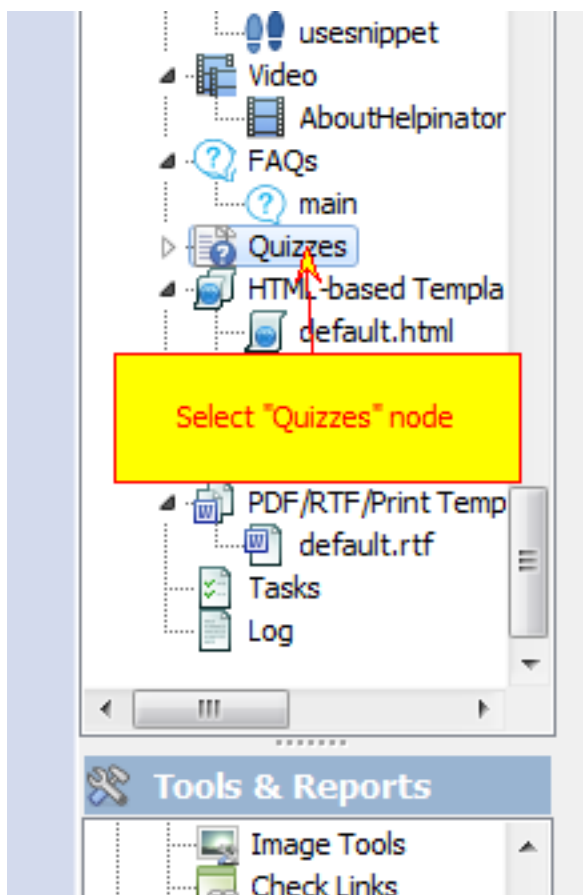 usesnippet
Video
AboutHelpinator
FAQs
main
Quizzes
HTML-based Templa
default.html
Select "Quizzes" node
PDF/RTF/Print Temp
default.rtf
Tasks
Log
Tools & Reports
Image Tools
Check Links